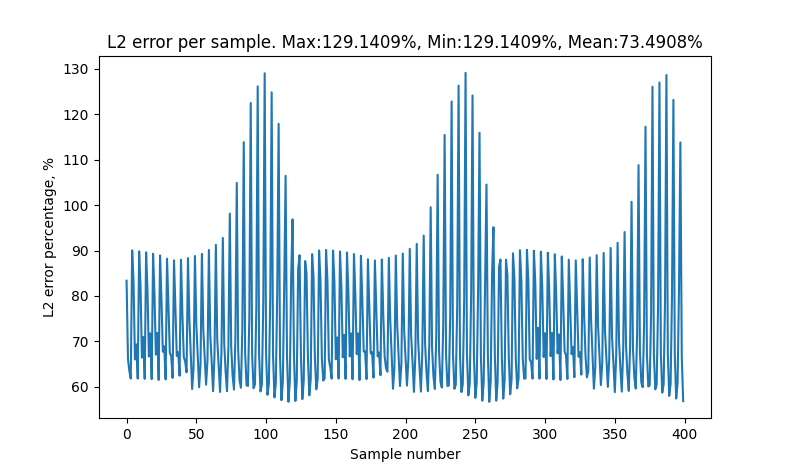 L2 error per sample. Max:129.1409%, Min:129.1409%, Mean:73.4908%
130
120
110
100
90
80
70
60
L2 error percentage, %
0 50 100 150 200 250 300 350 400
Sample number